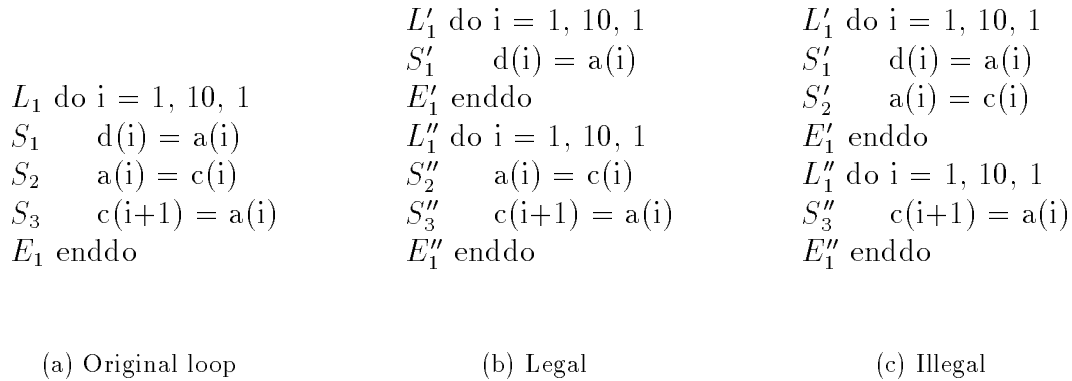 L₁ do i = 1, 10, 1
S₁ d(i) = a(i)
S₂ a(i) = c(i)
S₃ c(i+1) = a(i)
E₁ enddo
(a) Original loop
L′₁ do i = 1, 10, 1
S′₁ d(i) = a(i)
E′₁ enddo
L″₁ do i = 1, 10, 1
S″₂ a(i) = c(i)
S″₃ c(i+1) = a(i)
E″₁ enddo
(b) Legal
L′₁ do i = 1, 10, 1
S′₁ d(i) = a(i)
S′₂ a(i) = c(i)
E′₁ enddo
L″₁ do i = 1, 10, 1
S″₃ c(i+1) = a(i)
E″₁ enddo
(c) Illegal